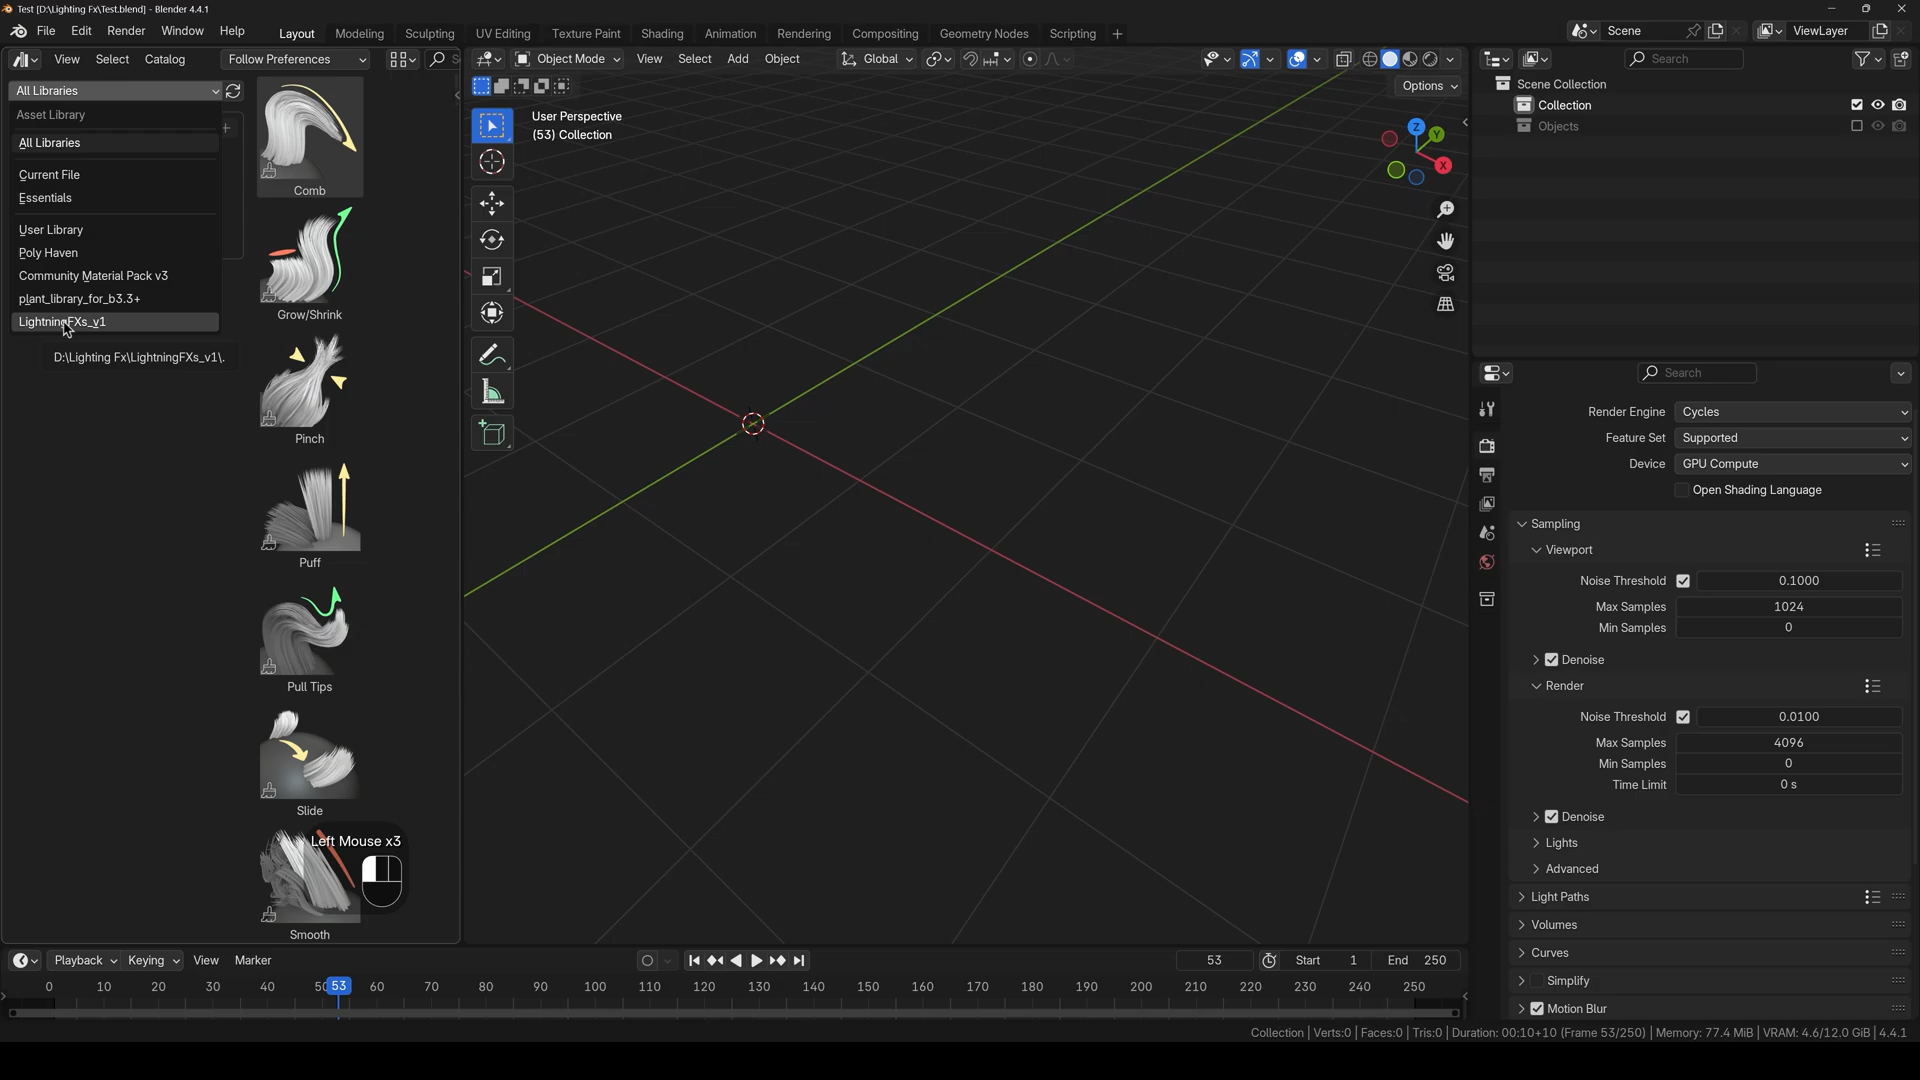 Test [D:\Lighting Fx\Test.blend] - Blender 4.4.1
File Edit Render Window Help
Layout Modeling Sculpting UV Editing Texture Paint Shading Animation Rendering Compositing Geometry Nodes Scripting +
Scene
ViewLayer
View Select Catalog Follow Preferences S
Object Mode View Select Add Object Global
Search
All Libraries
Asset Library
All Libraries
Current File
Essentials
User Library
Poly Haven
Community Material Pack v3
plant_library_for_b3.3+
LightningFXs_v1
D:\Lighting Fx\LightningFXs_v1\.
Comb
Grow/Shrink
Pinch
Puff
Pull Tips
Slide
Smooth
Left Mouse x3
Options
User Perspective
(53) Collection
Z
Y
X
Scene Collection
Collection
Objects
Search
Render Engine Cycles
Feature Set Supported
Device GPU Compute
Open Shading Language
Sampling
Viewport
Noise Threshold 0.1000
Max Samples 1024
Min Samples 0
Denoise
Render
Noise Threshold 0.0100
Max Samples 4096
Min Samples 0
Time Limit 0 s
Denoise
Lights
Advanced
Light Paths
Volumes
Curves
Simplify
Motion Blur
Playback Keying View Marker
53 Start 1 End 250
0 10 20 30 40 50 53 60 70 80 90 100 110 120 130 140 150 160 170 180 190 200 210 220 230 240 250
Collection | Verts:0 | Faces:0 | Tris:0 | Duration: 00:10+10 (Frame 53/250) | Memory: 77.4 MiB | VRAM: 4.6/12.0 GiB | 4.4.1